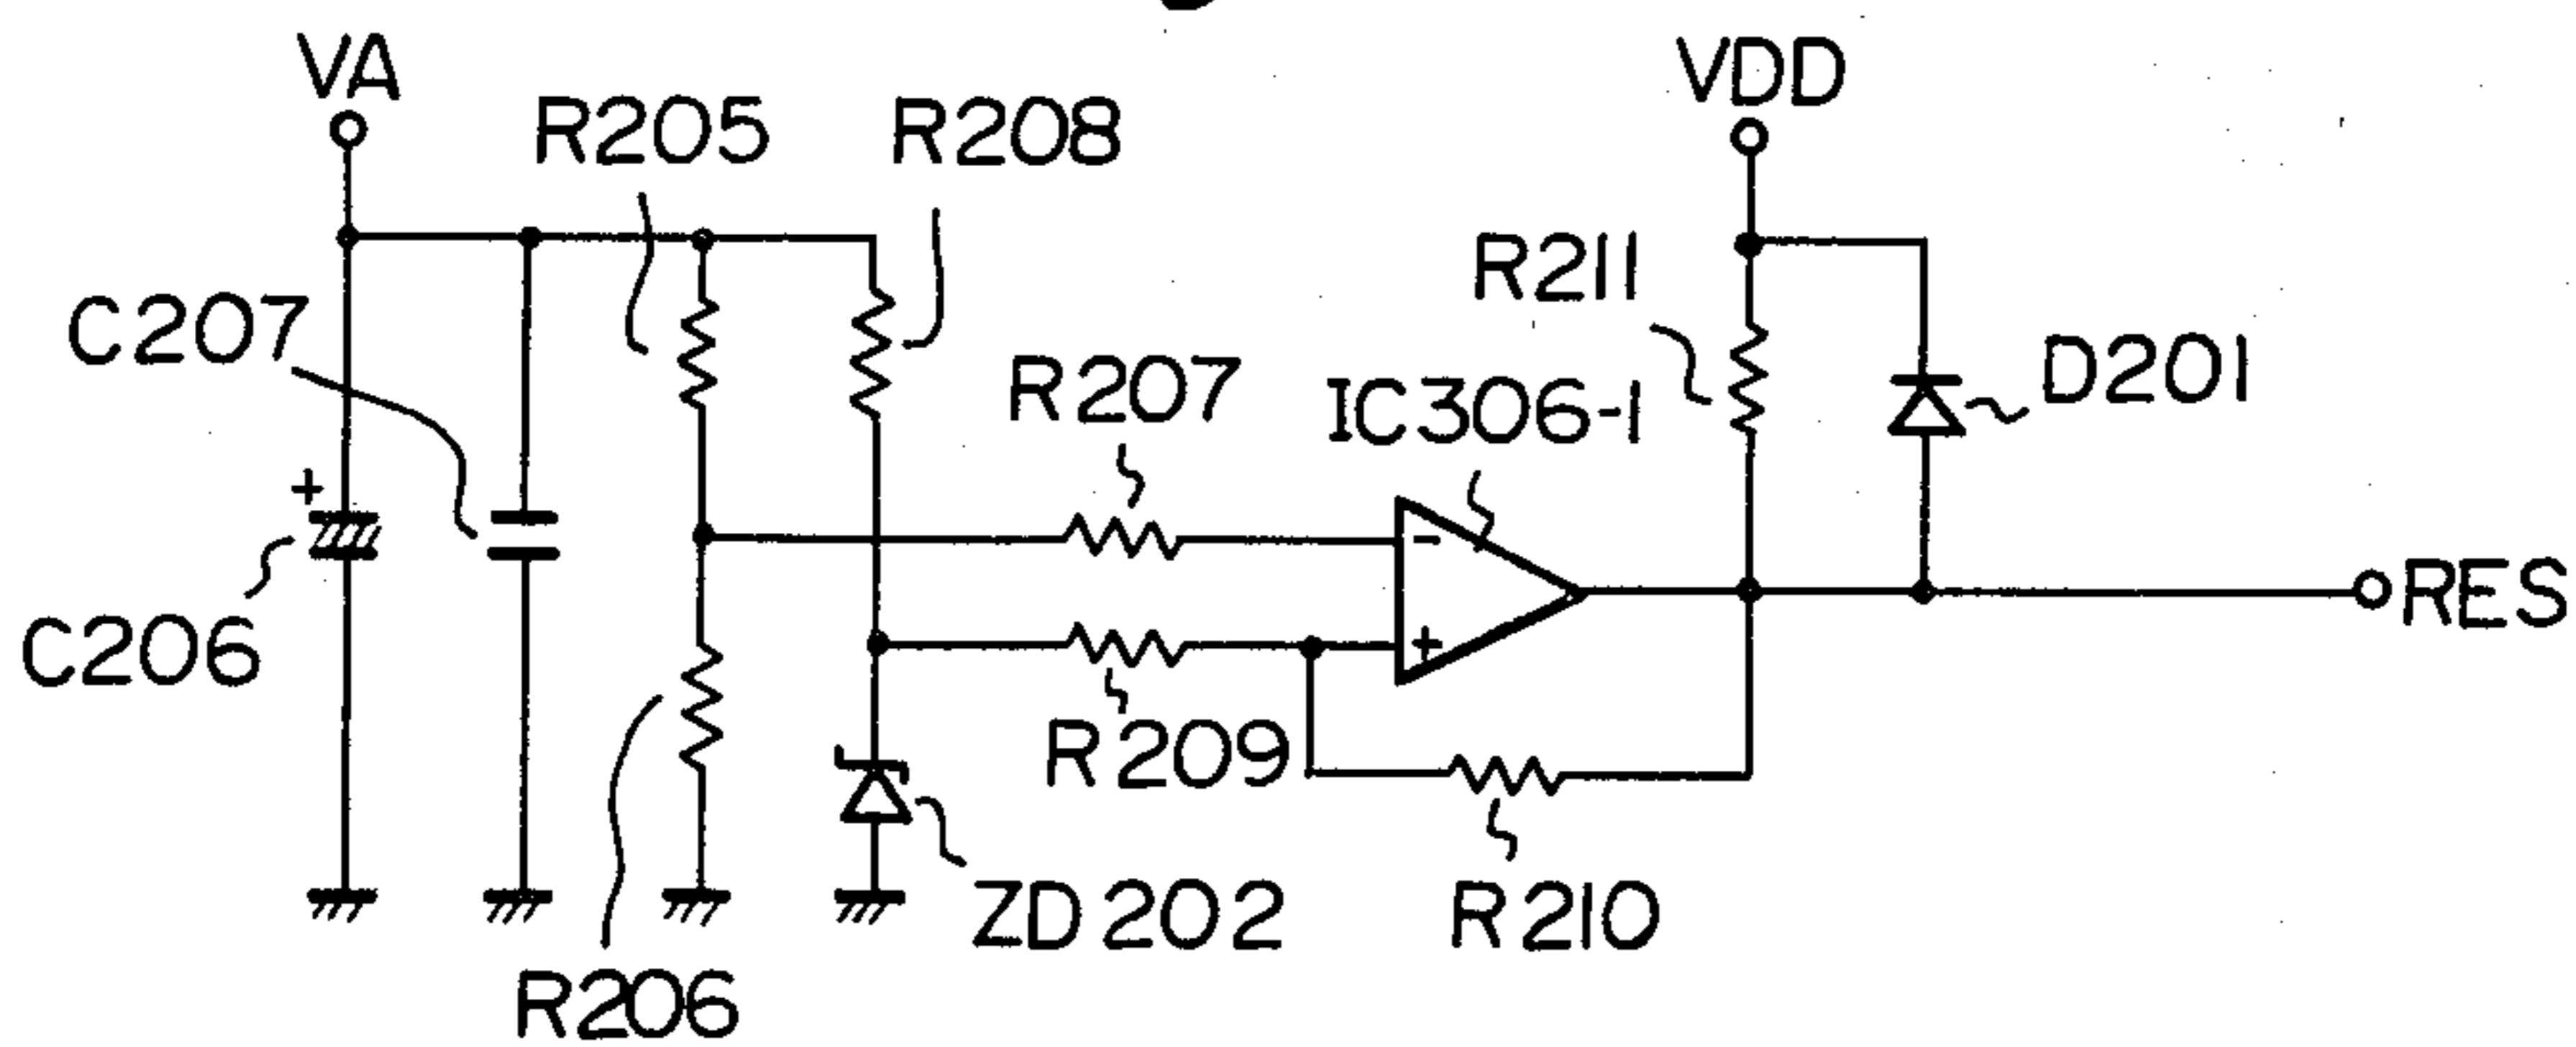 VA
VDD
R205
R208
R211
C207
D201
R207
IC306-1
+
-
RES
C206
+
R209
ZD202
R210
R206